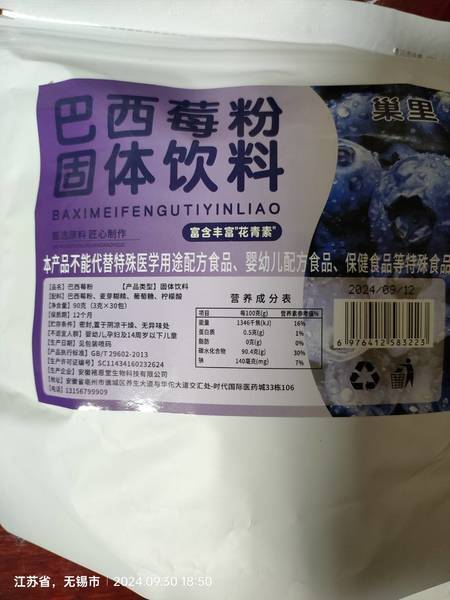 巴西莓粉
固体饮料
巢里
BAXIMEIFENGUTIYINLIAO
甄选原料 匠心制作
富含丰富"花青素"
本产品不能代替特殊医学用途配方食品、婴幼儿配方食品、保健食品等特殊食品
【品名】巴西莓粉 【产品类型】固体饮料
【配料】巴西莓粉、麦芽糊精、葡萄糖、柠檬酸
【净含量】90克（3克×30包）
【保质期】12个月
【贮存条件】密封,置于阴凉干燥、无异味处
【不适宜人群】婴幼儿,孕妇及14周岁以下儿童
【生产日期】见包装喷码
【产品执行标准】GB/T 29602-2013
【生产许可证编号】SC11434160232624
【生产企业】安徽禧恩堂生物科技有限公司
【地址】安徽省亳州市谯城区养生大道与华佗大道交汇处-时代国际医药城33栋106
【电话】13156799909
营养成分表
项目 每100克(g) 营养素参考值%
能量 1346千焦(kJ) 16%
蛋白质 0.5克(g) 1%
脂肪 0克(g) 0%
碳水化合物 90.4克(g) 30%
钠 140毫克(mg) 7%
2024/09/12
6 976412 583223
江苏省，无锡市 2024.09.30 18:50